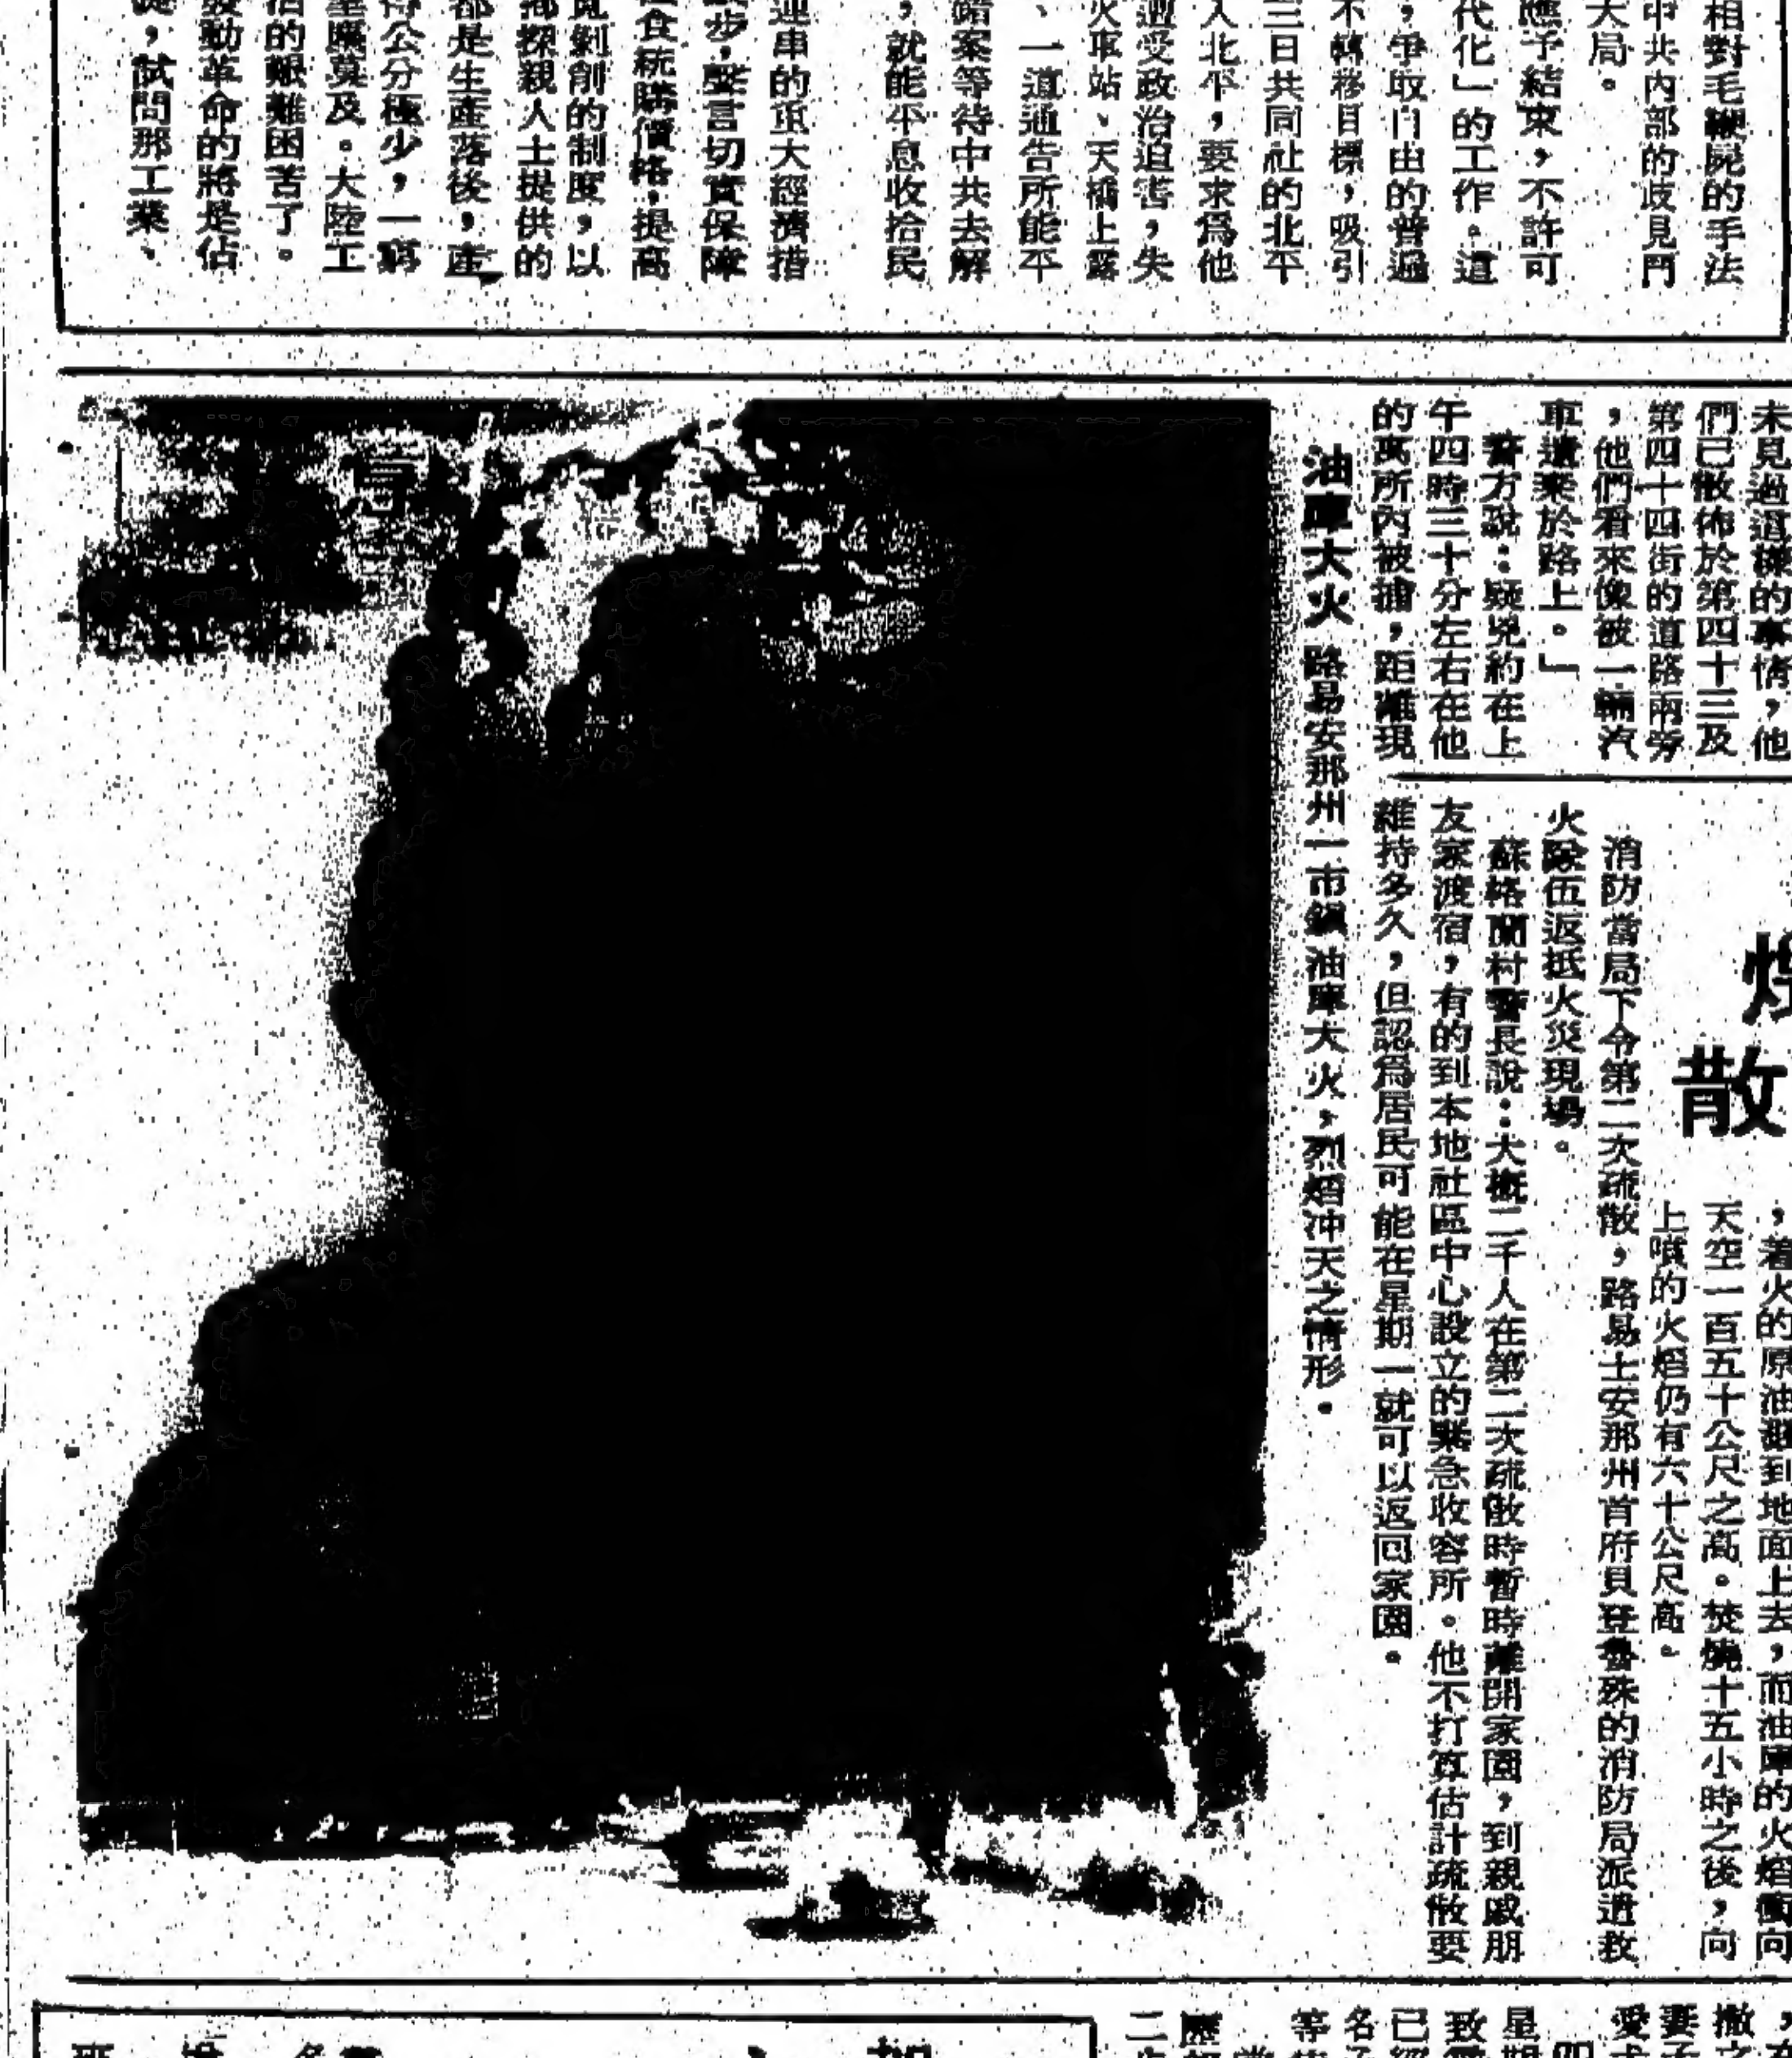 相對毛鞭屍的手法
中共內部的歧見鬥
大局。
應予結束，不許可
代化」的工作。這
，爭取自由的普遍
不轉移目標，吸引
三日共同社的北平
入北平，要求爲他
遭受政治迫害，失
火車站、天橋上露
、一道通告所能平
錯案等待中共去解
，就能平息收拾民
連串的重大經濟措
步，聲言切實保障
食統購價格，提高
剝削的制度，以
鄉探親人士提供的
都是生產落後，產
公分極少，一窮
。大陸工
活的艱難困苦了。
發動革命的將是佔
，試問那工業、
未見過這樣的事情，他
們已散佈於第四十三及
第四十四街的道路兩旁
，他們看來像被一輛汽
車遺棄於路上。」
警方說：疑兇約在上
午四時三十分左右在他
的寓所內被捕，距離現
散
，着火的原油濺到地面上去，而油庫的火焰衝向
天空一百五十公尺之高。焚燒十五小時之後，向
上噴的火焰仍有六十公尺高。
消防當局下令第二次疏散，路易士安那州首府貝登魯殊的消防局派遣救
火隊伍返抵火災現場。
蘇格蘭村警長說：大概二千人在第二次疏散時暫時離開家園，到親戚朋
友家渡宿，有的到本地社區中心設立的緊急收容所。他不打算估計疏散要
維持多久，但認爲居民可能在星期一就可以返回家園。
油庫大火 路易安那州一市鎮油庫大火，烈焰冲天之情形。